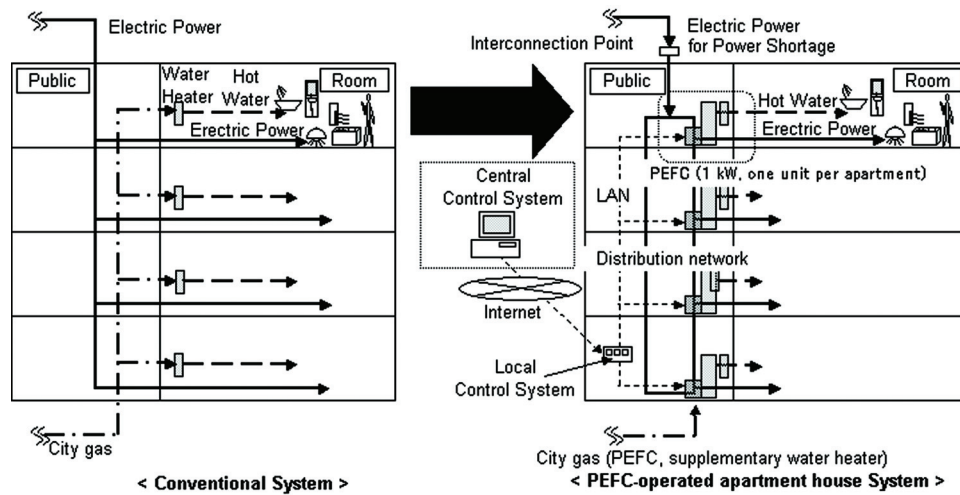 Electric Power
Public
Water
Heater
Hot
Water
Room
Erectric Power
City gas
< Conventional System >
Central
Control System
Internet
Local
Control System
Interconnection Point
Electric Power
for Power Shortage
Public
Room
Hot Water
Erectric Power
PEFC (1 kW, one unit per apartment)
LAN
Distribution network
City gas (PEFC, supplementary water heater)
< PEFC-operated apartment house System >